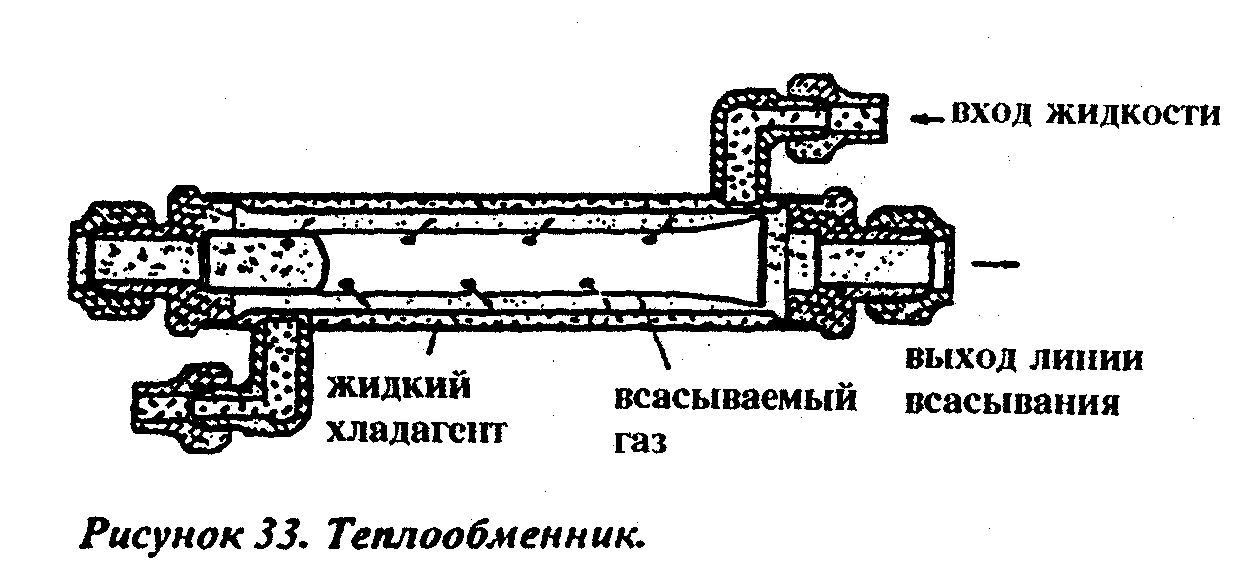 вход жидкости
жидкий
хладагент
всасываемый
газ
выход линии
всасывания
Рисунок 33. Теплообменник.